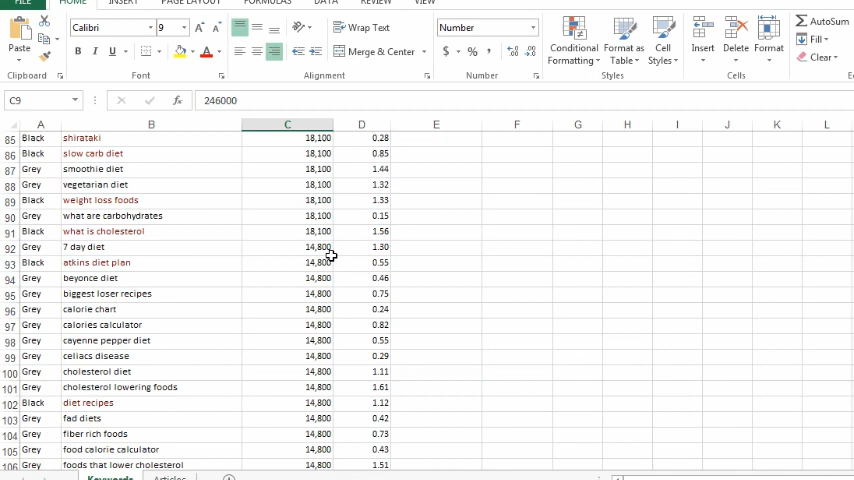 FILE HOME INSERT PAGE LAYOUT FORMULAS DATA REVIEW VIEW
Calibri 9 A A Wrap Text Number AutoSum
Paste B I U A Merge & Center $ % , Conditional Formatting Format as Table Cell Styles Insert Delete Format Fill Clear
Clipboard Font Alignment Number Styles Cells
C9 fx 246000
A B C D E F G H I J K L
85 Black shirataki 18,100 0.28
86 Black slow carb diet 18,100 0.85
87 Grey smoothie diet 18,100 1.44
88 Grey vegetarian diet 18,100 1.32
89 Black weight loss foods 18,100 1.33
90 Grey what are carbohydrates 18,100 0.15
91 Black what is cholesterol 18,100 1.56
92 Grey 7 day diet 14,800 1.30
93 Black atkins diet plan 14,800 0.55
94 Grey beyonce diet 14,800 0.46
95 Grey biggest loser recipes 14,800 0.75
96 Grey calorie chart 14,800 0.24
97 Grey calories calculator 14,800 0.82
98 Grey cayenne pepper diet 14,800 0.55
99 Grey celiacs disease 14,800 0.29
100 Grey cholesterol diet 14,800 1.11
101 Grey cholesterol lowering foods 14,800 1.61
102 Black diet recipes 14,800 1.12
103 Grey fad diets 14,800 0.42
104 Grey fiber rich foods 14,800 0.73
105 Grey food calorie calculator 14,800 0.43
106 Grey foods that lower cholesterol 14,800 1.51
Keywords Articles